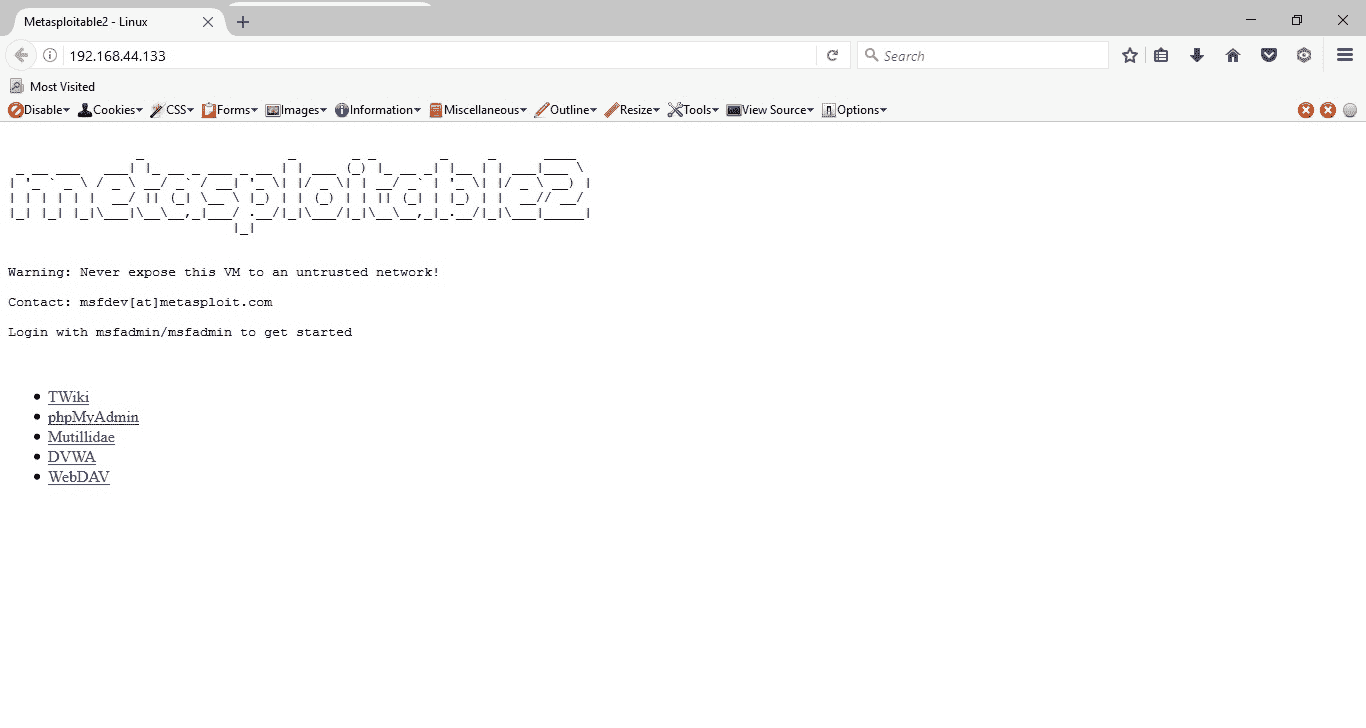 Metasploitable2 - Linux
192.168.44.133
Search
Most Visited
Disable Cookies CSS Forms Images Information Miscellaneous Outline Resize Tools View Source Options
metasploitable2
Warning: Never expose this VM to an untrusted network!
Contact: msfdev[at]metasploit.com
Login with msfadmin/msfadmin to get started
TWiki
phpMyAdmin
Mutillidae
DVWA
WebDAV